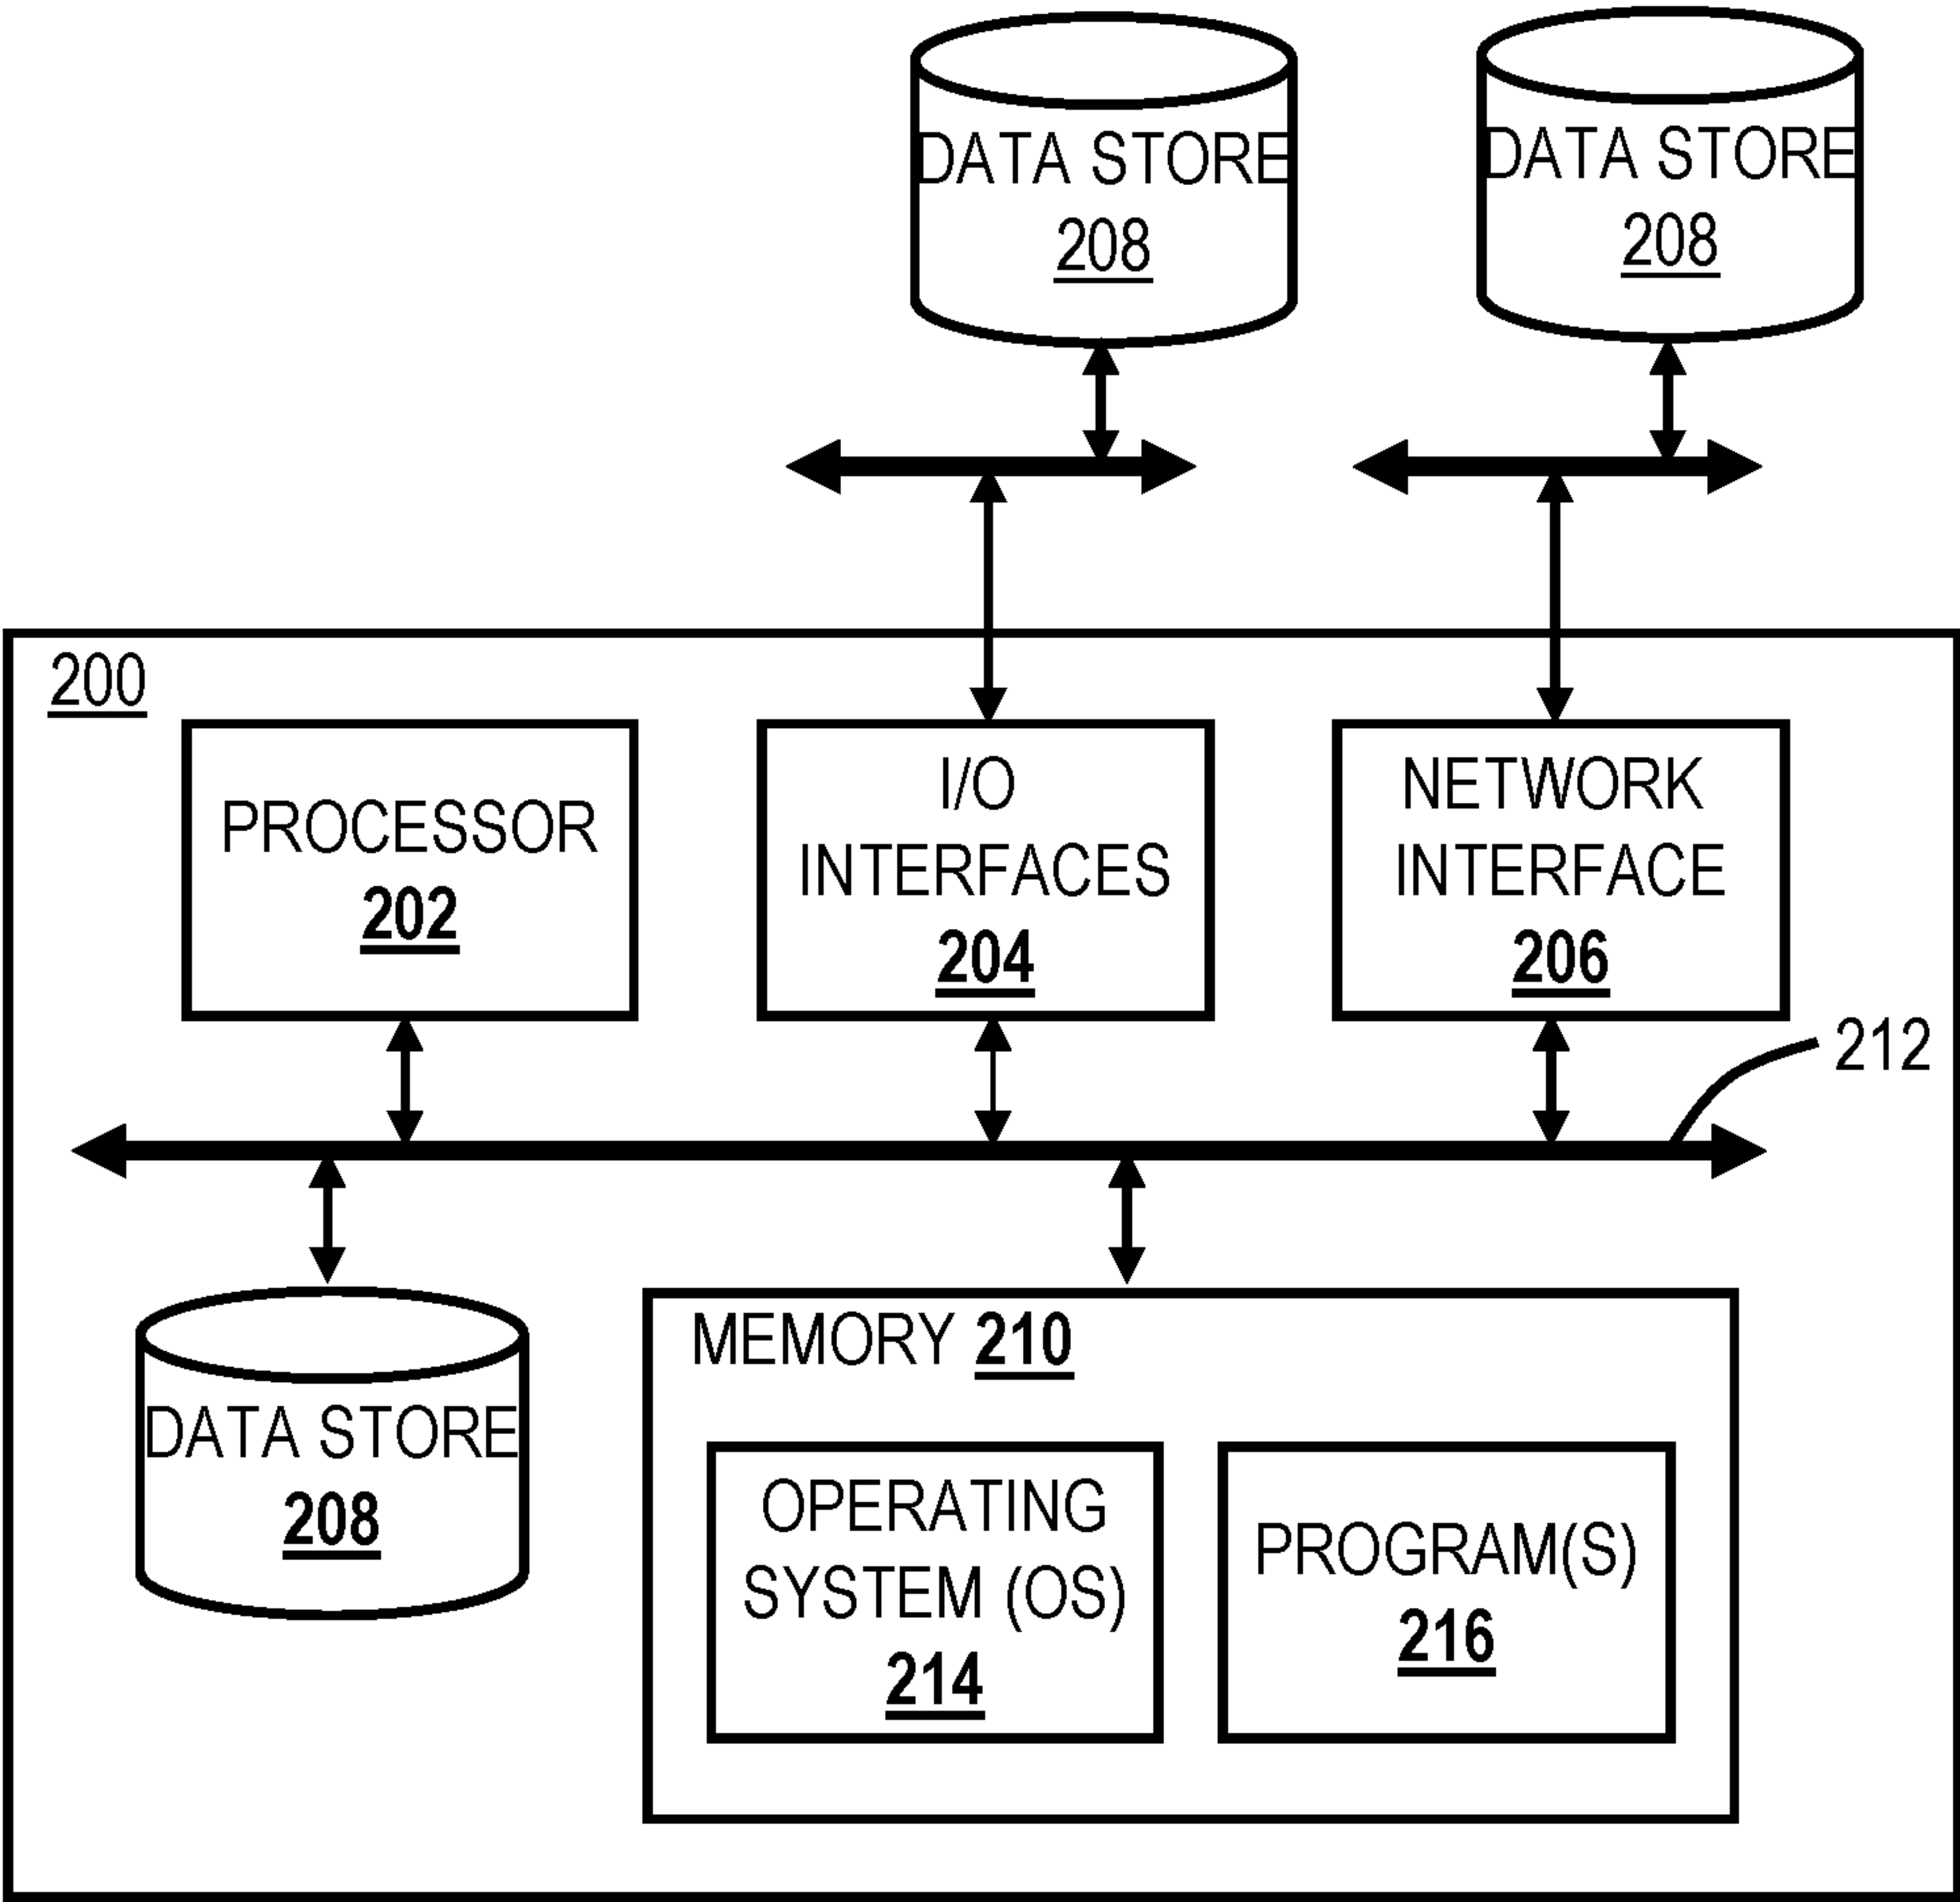 DATA STORE
208
DATA STORE
208
200
PROCESSOR
202
I/O
INTERFACES
204
NETWORK
INTERFACE
206
212
DATA STORE
208
MEMORY 210
OPERATING
SYSTEM (OS)
214
PROGRAM(S)
216